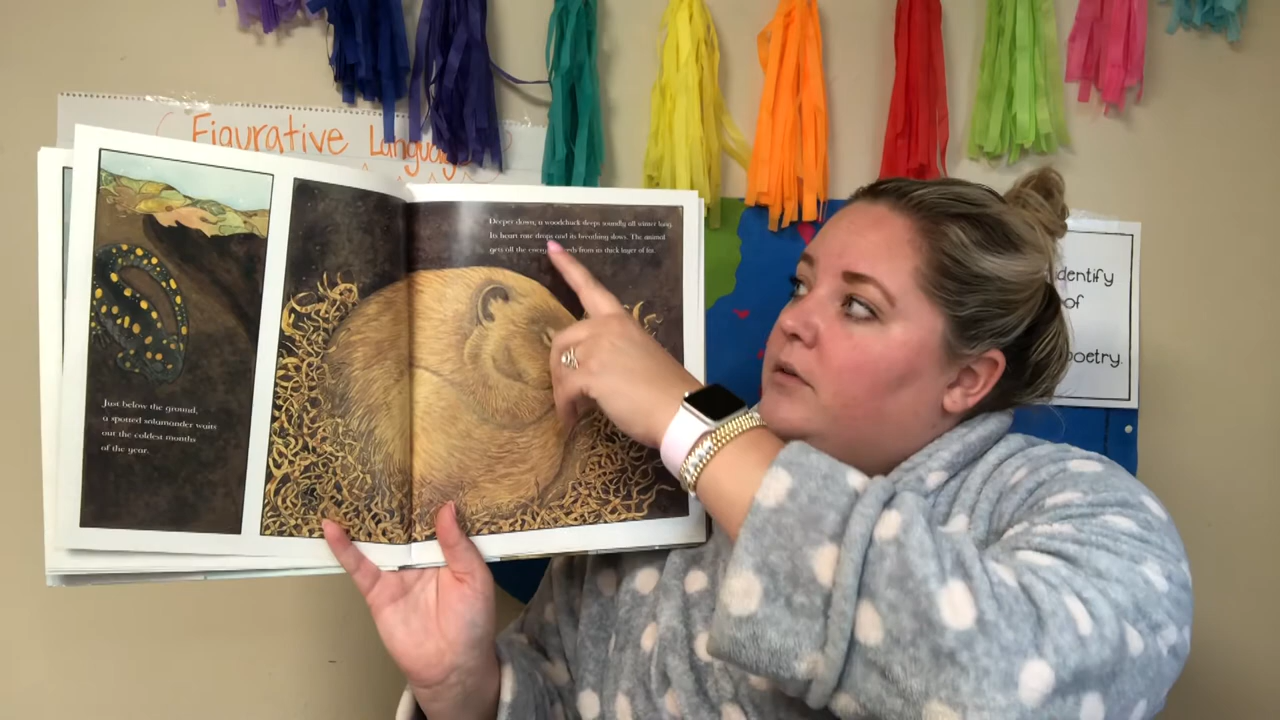 Figurative Language
Just below the ground,
a spotted salamander waits
out the coldest months
of the year.
Deeper down, a woodchuck sleeps soundly all winter long.
Its heart rate drops and its breathing slows. The animal
gets all the energy from its thick layer of fat.
identify
of
poetry.